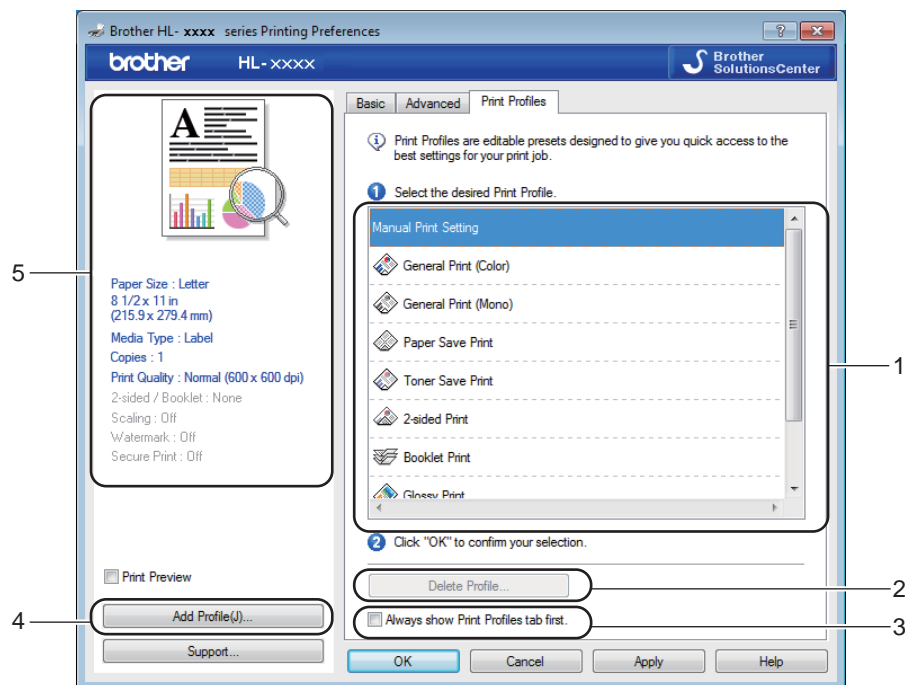 Brother HL- xxxx series Printing Preferences
brother HL-xxxx
Brother
SolutionsCenter
A
Paper Size : Letter
8 1/2 x 11 in
(215.9 x 279.4 mm)
Media Type : Label
Copies : 1
Print Quality : Normal (600 x 600 dpi)
2-sided / Booklet : None
Scaling : Off
Watermark : Off
Secure Print : Off
Print Preview
Add Profile(J)...
Support...
Basic Advanced Print Profiles
Print Profiles are editable presets designed to give you quick access to the
best settings for your print job.
1 Select the desired Print Profile.
Manual Print Setting
General Print (Color)
General Print (Mono)
Paper Save Print
Toner Save Print
2-sided Print
Booklet Print
Glossy Print
2 Click "OK" to confirm your selection.
Delete Profile...
Always show Print Profiles tab first.
OK Cancel Apply Help
5
4
1
2
3